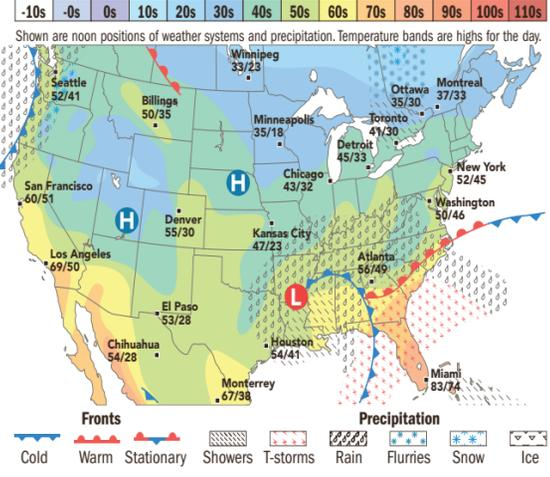 -10s -0s 0s 10s 20s 30s 40s 50s 60s 70s 80s 90s 100s 110s
Shown are noon positions of weather systems and precipitation. Temperature bands are highs for the day.
Winnipeg
33/23
Seattle
52/41
Billings
50/35
Minneapolis
35/18
Ottawa
35/30
Montreal
37/33
Toronto
41/30
Detroit
45/33
Chicago
43/32
New York
52/45
Washington
50/46
San Francisco
60/51
H
H
Denver
55/30
Kansas City
47/23
Los Angeles
69/50
Atlanta
56/49
L
El Paso
53/28
Chihuahua
54/28
Houston
54/41
Monterrey
67/38
Miami
83/74
Fronts
Precipitation
Cold Warm Stationary Showers T-storms Rain Flurries Snow Ice